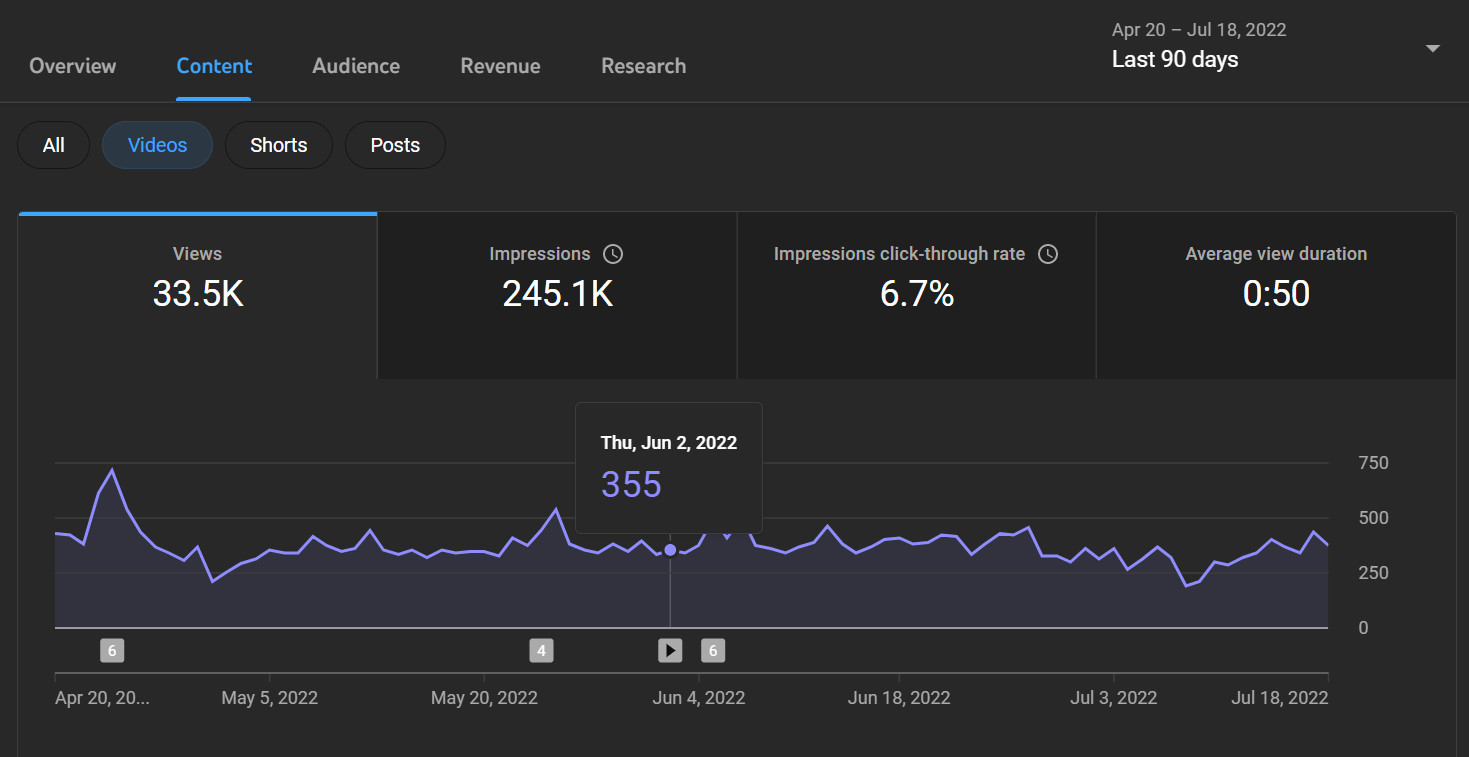 Apr 20 – Jul 18, 2022
Overview Content Audience Revenue Research
Last 90 days
All Videos Shorts Posts
Views Impressions Impressions click-through rate Average view duration
33.5K 245.1K 6.7% 0:50
Thu, Jun 2, 2022
355
750
500
250
0
6 4 6
Apr 20, 20... May 5, 2022 May 20, 2022 Jun 4, 2022 Jun 18, 2022 Jul 3, 2022 Jul 18, 2022